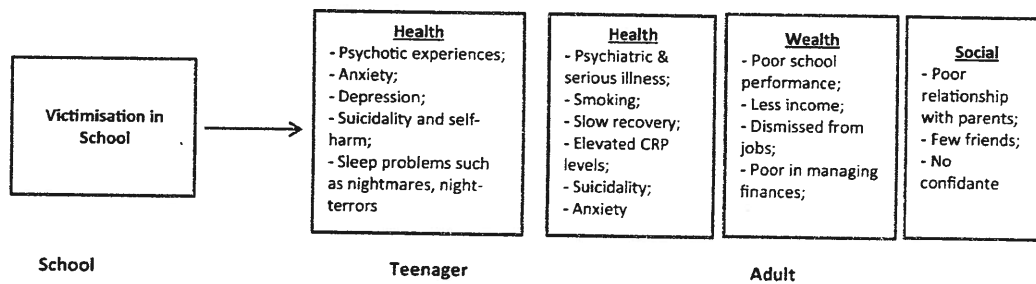 Victimisation in
School
Health
- Psychotic experiences;
- Anxiety;
- Depression;
- Suicidality and self-
harm;
- Sleep problems such
as nightmares, night-
terrors
Health
- Psychiatric &
serious illness;
- Smoking;
- Slow recovery;
- Elevated CRP
levels;
- Suicidality;
- Anxiety
Wealth
- Poor school
performance;
- Less income;
- Dismissed from
jobs;
- Poor in managing
finances;
Social
- Poor
relationship
with parents;
- Few friends;
- No
confidante
School
Teenager
Adult